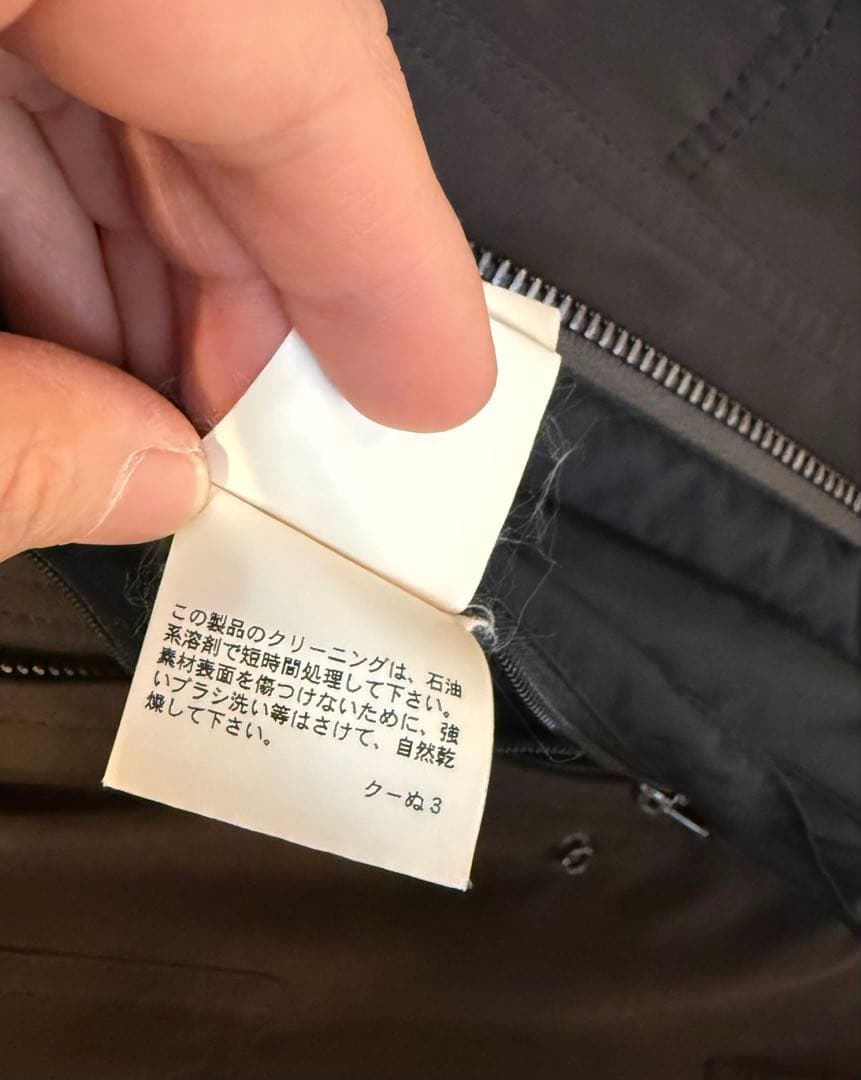 この製品のクリーニングは、石油
系溶剤で短時間処理して下さい。
素材表面を傷つけないために、強
いブラシ洗い等はさけて、自然乾
燥して下さい。
クーぬ3